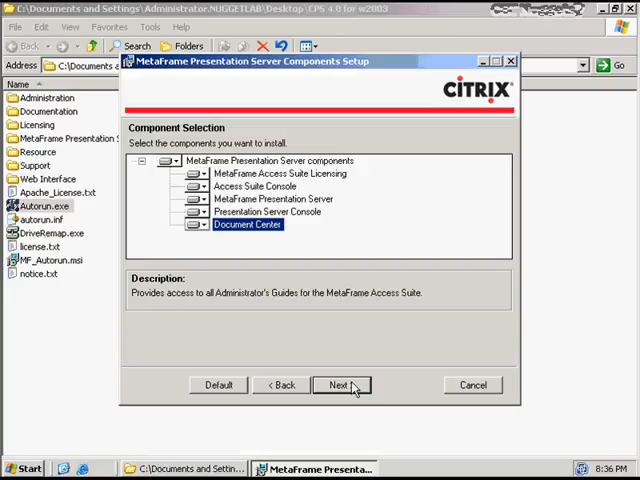 C:\Documents and Settings\Administrator.NUGGETLAB\Desktop\CPS 4.0 for w2003
File Edit View Favorites Tools Help
Back Search Folders
Address C:\Docume Go
Name
Administration
Documentation
Licensing
MetaFrame Presentation S
Resource
Support
Web Interface
Apache_License.txt
Autorun.exe
autorun.inf
DriveRemap.exe
license.txt
MF_Autorun.msi
notice.txt
MetaFrame Presentation Server Components Setup
CITRIX
Component Selection
Select the components you want to install.
MetaFrame Presentation Server components
MetaFrame Access Suite Licensing
Access Suite Console
MetaFrame Presentation Server
Presentation Server Console
Document Center
Description:
Provides access to all Administrator's Guides for the MetaFrame Access Suite.
Default < Back Next Cancel
Start C:\Documents and Settin... MetaFrame Presenta... 8:36 PM